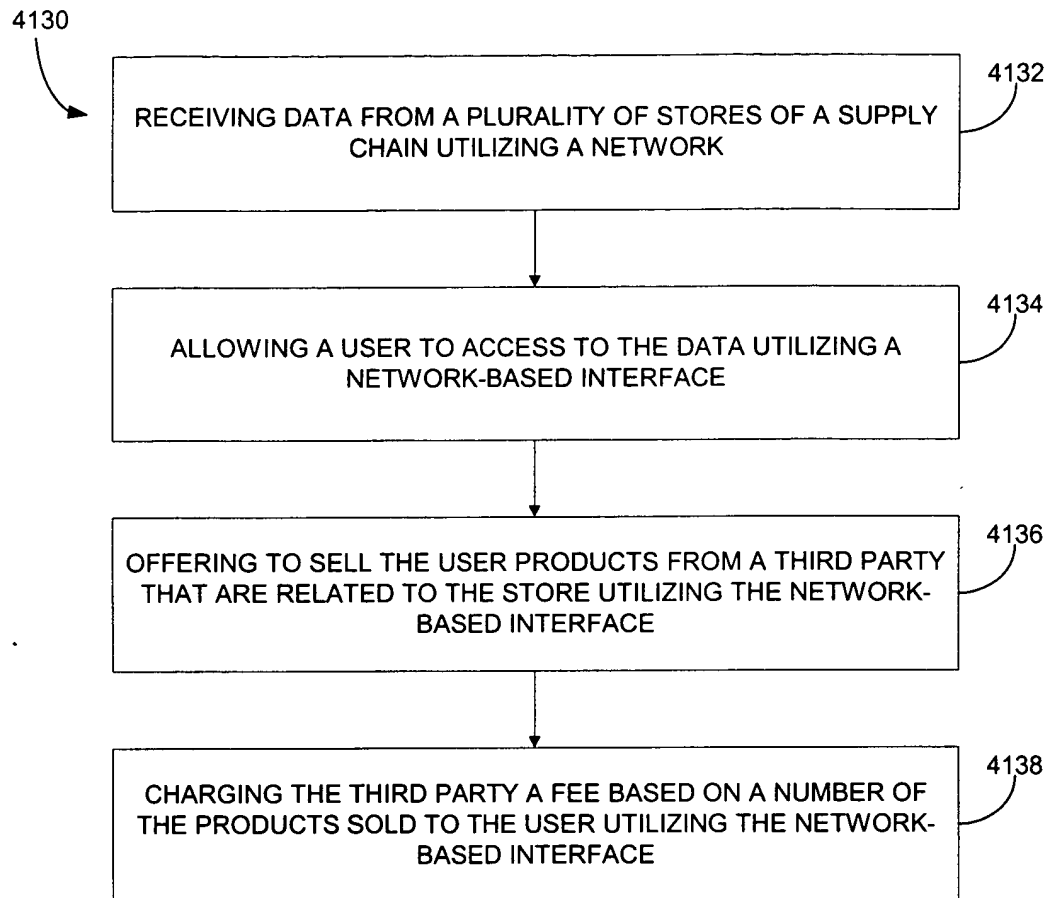 4130
4132
RECEIVING DATA FROM A PLURALITY OF STORES OF A SUPPLY
CHAIN UTILIZING A NETWORK
4134
ALLOWING A USER TO ACCESS TO THE DATA UTILIZING A
NETWORK-BASED INTERFACE
4136
OFFERING TO SELL THE USER PRODUCTS FROM A THIRD PARTY
THAT ARE RELATED TO THE STORE UTILIZING THE NETWORK-
BASED INTERFACE
4138
CHARGING THE THIRD PARTY A FEE BASED ON A NUMBER OF
THE PRODUCTS SOLD TO THE USER UTILIZING THE NETWORK-
BASED INTERFACE